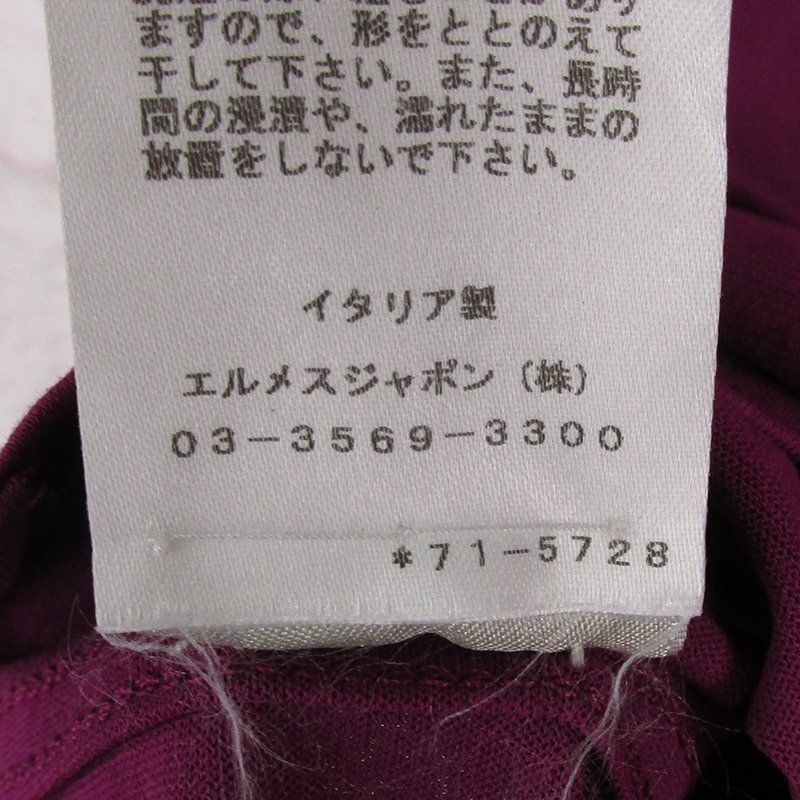 ますので、形をととのえて
干して下さい。また、長時
間の浸漬や、濡れたままの
放置をしないで下さい。
イタリア製
エルメスジャポン（株）
03-3569-3300
*71-5728